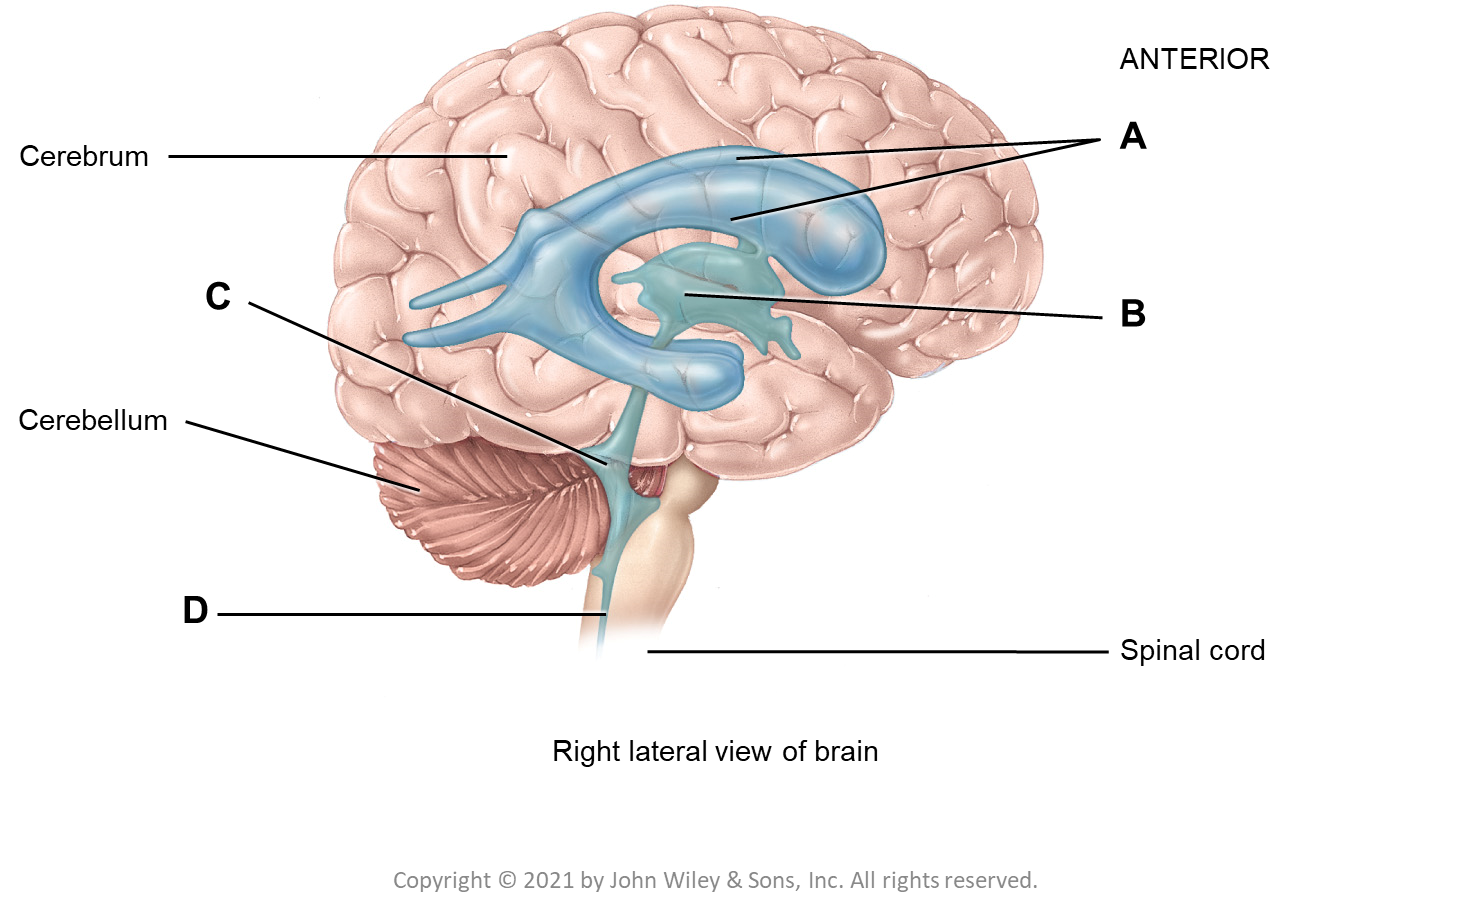 ANTERIOR
A
Cerebrum
C
B
Cerebellum
D
Spinal cord
Right lateral view of brain
Copyright © 2021 by John Wiley & Sons, Inc. All rights reserved.